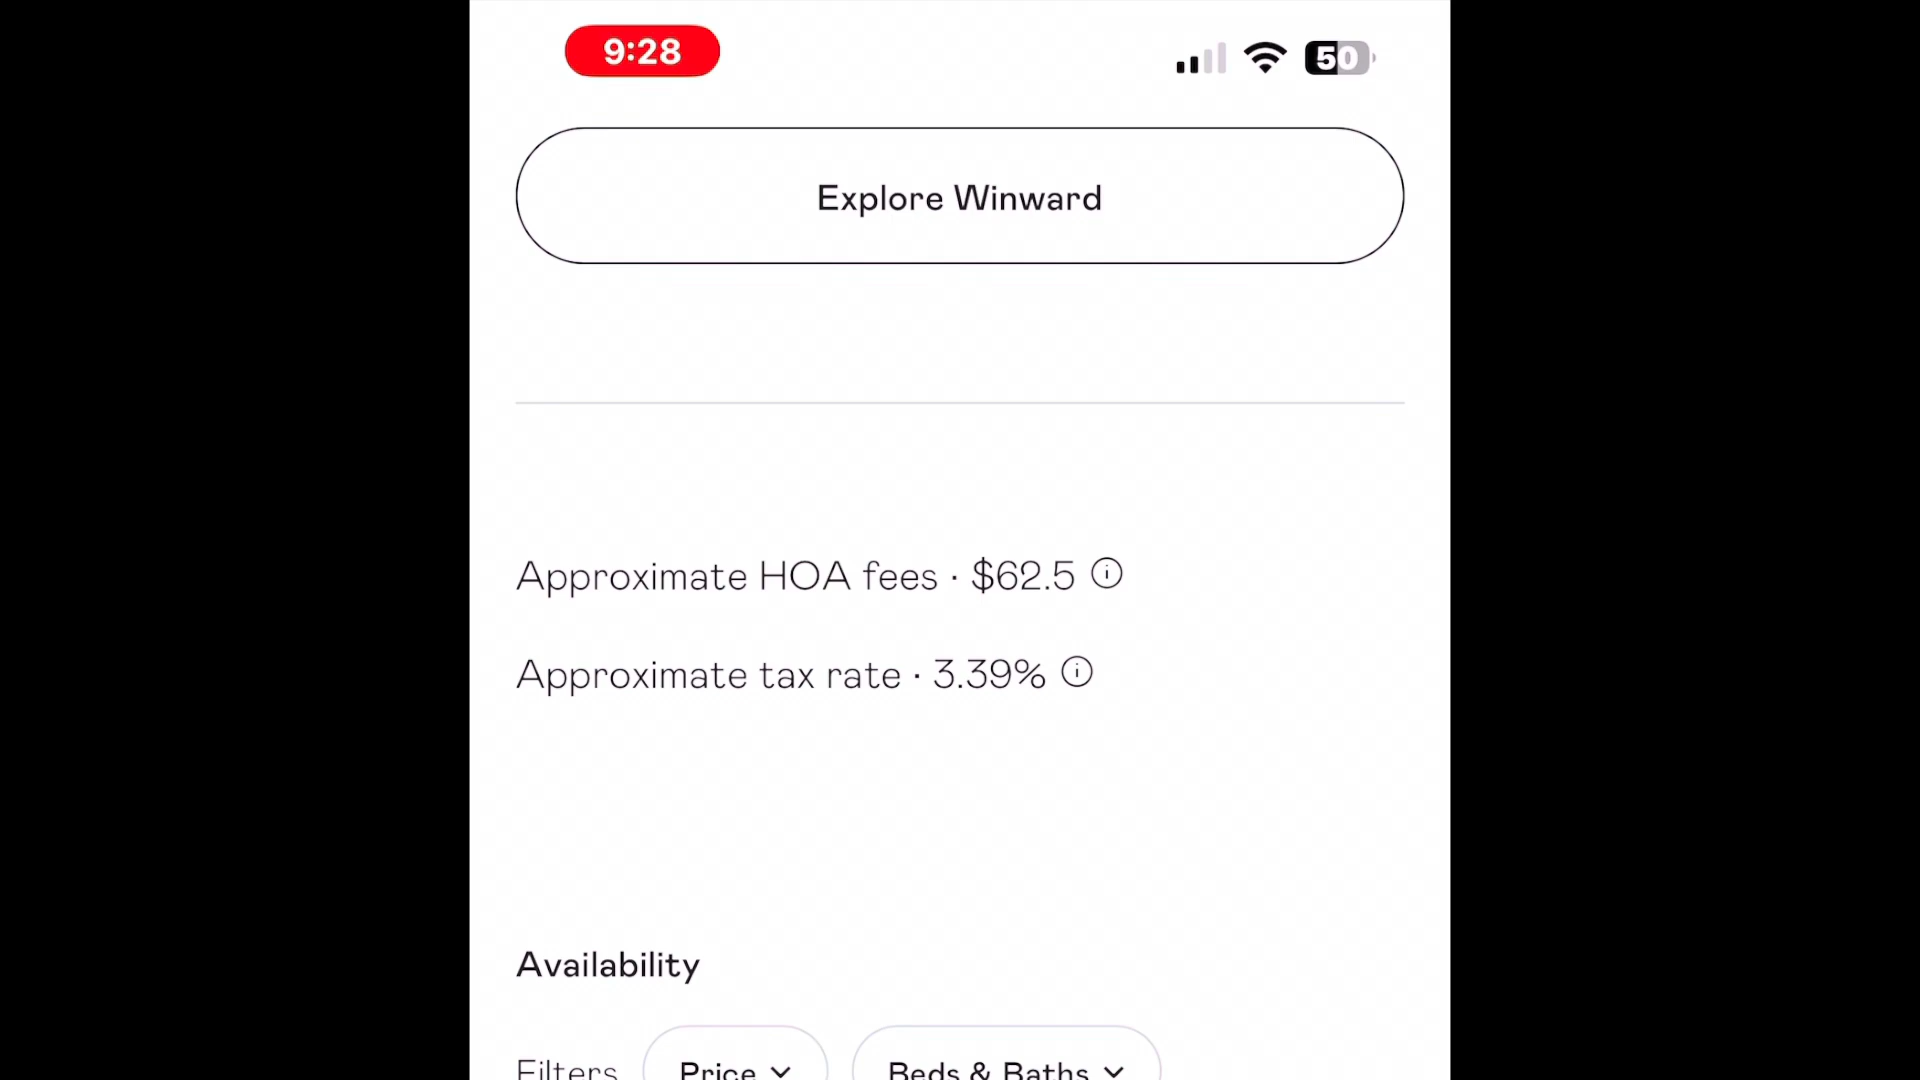 9:28
50
Explore Winward
Approximate HOA fees · $62.5
Approximate tax rate · 3.39%
Availability
Filters Price Beds & Baths